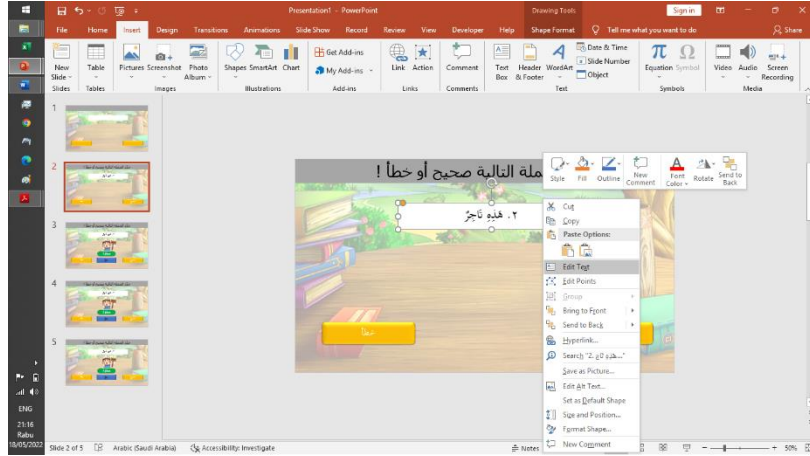 Presentation1 - PowerPoint
Drawing Tools
Sign in
File Home Insert Design Transitions Animations Slide Show Record Review View Developer Help Shape Format Tell me what you want to do Share
New Slide
Table
Pictures
Screenshot
Photo Album
Shapes
SmartArt
Chart
Get Add-ins
My Add-ins
Link
Action
Comment
Text Box
Header & Footer
WordArt
Date & Time
Slide Number
Object
Equation
Symbol
Video
Audio
Screen Recording
Slides Tables Images Illustrations Add-ins Links Comments Text Symbols Media
1
2
3
4
5
ملة التالية صحيح أو خطأ !
٢. هَذِهِ تَاجِرٌ
خطأ
Style Fill Outline New Comment Font Color Rotate Send to Back
Cut
Copy
Paste Options:
Edit Text
Edit Points
Group
Bring to Front
Send to Back
Hyperlink...
Save as Picture...
Edit Alt Text...
Set as Default Shape
Size and Position...
Format Shape...
New Comment
ENG
21:16
Rabu
18/05/2022
Slide 2 of 5 Arabic (Saudi Arabia) Accessibility: Investigate Notes 50%